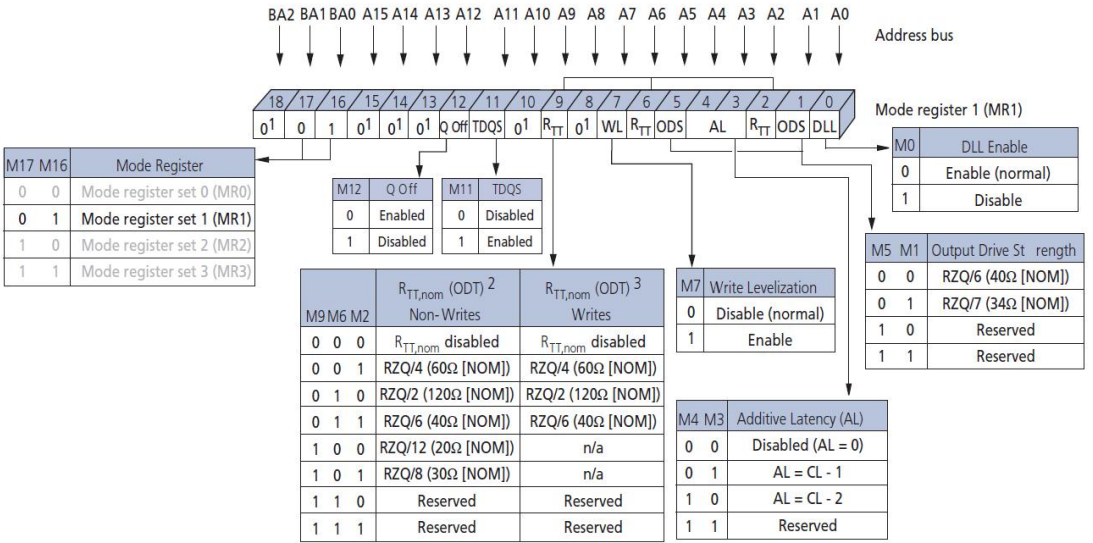 BA2 BA1 BA0 A15 A14 A13 A12 A11 A10 A9 A8 A7 A6 A5 A4 A3 A2 A1 A0
Address bus
18 17 16 15 14 13 12 11 10 9 8 7 6 5 4 3 2 1 0
Mode register 1 (MR1)
0¹ 0 1 0¹ 0¹ 0¹ Q Off TDQS 0¹ RTT 0¹ WL RTT ODS AL RTT ODS DLL
M17 M16 Mode Register
0 0 Mode register set 0 (MR0)
0 1 Mode register set 1 (MR1)
1 0 Mode register set 2 (MR2)
1 1 Mode register set 3 (MR3)
M12 Q Off
0 Enabled
1 Disabled
M11 TDQS
0 Disabled
1 Enabled
M0 DLL Enable
0 Enable (normal)
1 Disable
M5 M1 Output Drive St rength
0 0 RZQ/6 (40Ω [NOM])
0 1 RZQ/7 (34Ω [NOM])
1 0 Reserved
1 1 Reserved
M9 M6 M2 RTT,nom (ODT) 2 Non-Writes RTT,nom (ODT) 3 Writes
0 0 0 RTT,nom disabled RTT,nom disabled
0 0 1 RZQ/4 (60Ω [NOM]) RZQ/4 (60Ω [NOM])
0 1 0 RZQ/2 (120Ω [NOM]) RZQ/2 (120Ω [NOM])
0 1 1 RZQ/6 (40Ω [NOM]) RZQ/6 (40Ω [NOM])
1 0 0 RZQ/12 (20Ω [NOM]) n/a
1 0 1 RZQ/8 (30Ω [NOM]) n/a
1 1 0 Reserved Reserved
1 1 1 Reserved Reserved
M7 Write Levelization
0 Disable (normal)
1 Enable
M4 M3 Additive Latency (AL)
0 0 Disabled (AL = 0)
0 1 AL = CL - 1
1 0 AL = CL - 2
1 1 Reserved